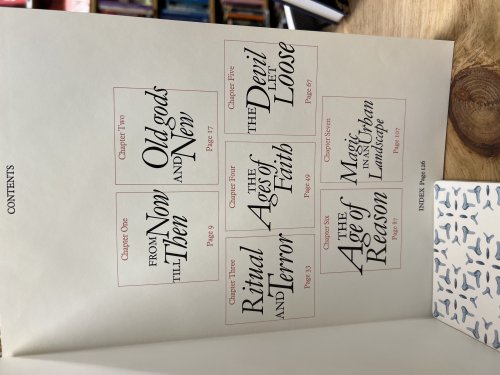 CONTENTS
Chapter One
FROM Now
TILL Then
Page 9
Chapter Two
Old gods
AND New
Page 17
Chapter Three
Ritual
AND Terror
Page 33
Chapter Four
THE
Ages of
Faith
Page 49
Chapter Five
THE Devil
LET
Loose
Page 67
Chapter Six
THE
Age of
Reason
Page 87
Chapter Seven
Magic
IN AN Urban
Landscape
Page 107
INDEX Page 126